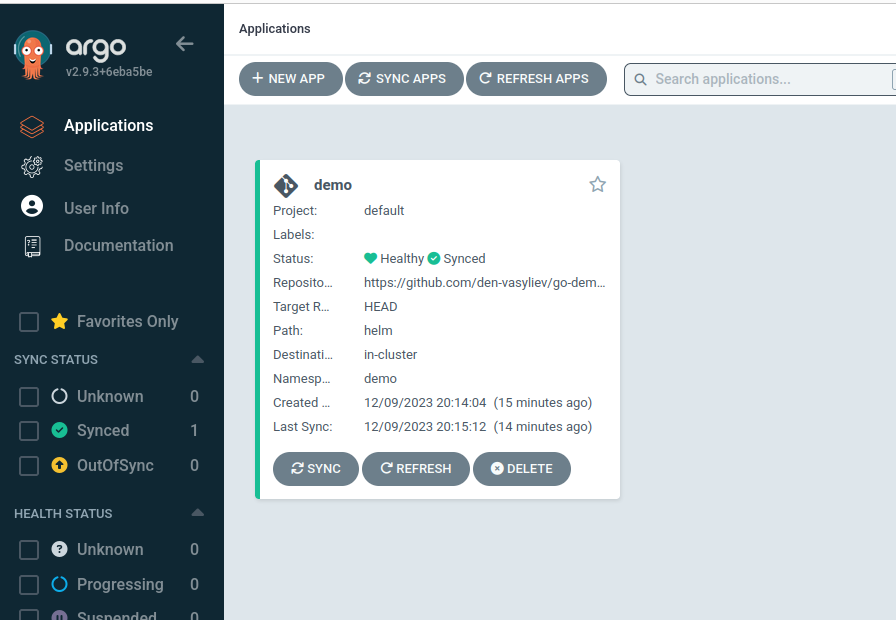 argo
v2.9.3+6eba5be
Applications
Settings
User Info
Documentation
Favorites Only
SYNC STATUS
Unknown 0
Synced 1
OutOfSync 0
HEALTH STATUS
Unknown 0
Progressing 0
Suspended 0
Applications
+ NEW APP SYNC APPS REFRESH APPS Search applications...
demo
Project: default
Labels:
Status: Healthy Synced
Reposito... https://github.com/den-vasyliev/go-dem...
Target R... HEAD
Path: helm
Destinati... in-cluster
Namesp... demo
Created ... 12/09/2023 20:14:04 (15 minutes ago)
Last Sync: 12/09/2023 20:15:12 (14 minutes ago)
SYNC REFRESH DELETE